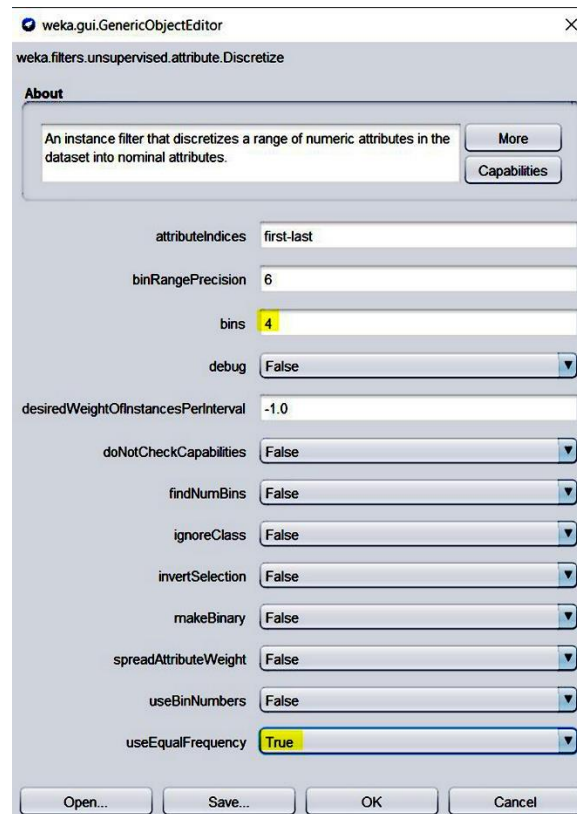 weka.gui.GenericObjectEditor
weka.filters.unsupervised.attribute.Discretize
About
An instance filter that discretizes a range of numeric attributes in the
dataset into nominal attributes.
More
Capabilities
attributeIndices first-last
binRangePrecision 6
bins 4
debug False
desiredWeightOfInstancesPerInterval -1.0
doNotCheckCapabilities False
findNumBins False
ignoreClass False
invertSelection False
makeBinary False
spreadAttributeWeight False
useBinNumbers False
useEqualFrequency True
Open... Save... OK Cancel